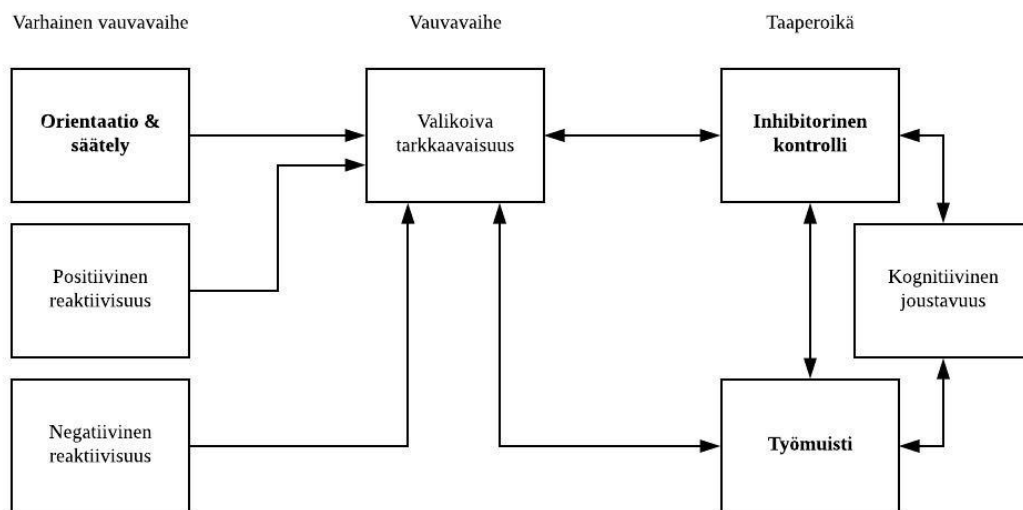 Varhainen vauvavaihe
Vauvavaihe
Taaperoikä
Orientaatio &
säätely
Valikoiva
tarkkaavaisuus
Inhibitorinen
kontrolli
Positiivinen
reaktiivisuus
Kognitiivinen
joustavuus
Negatiivinen
reaktiivisuus
Työmuisti